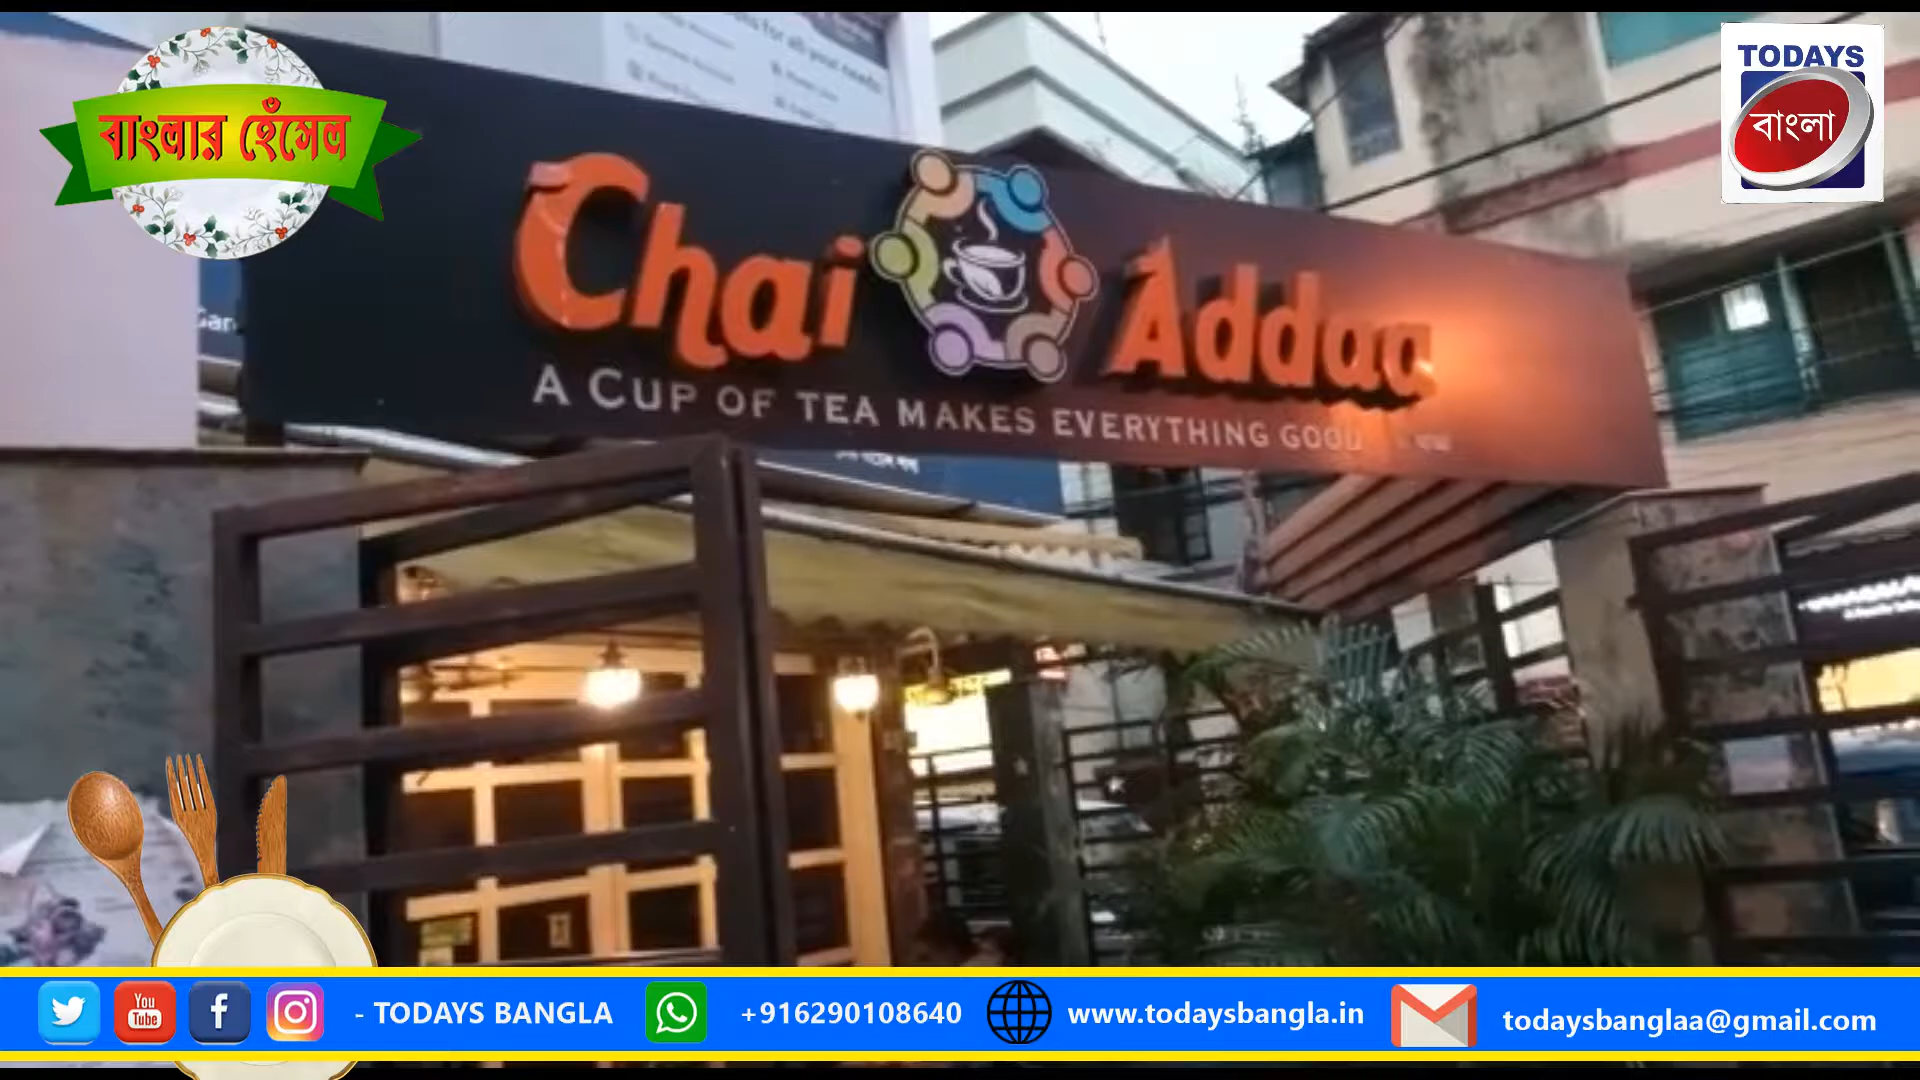 বাংলার হেঁসেল
TODAYS
বাংলা
Chai Addaa
A CUP OF TEA MAKES EVERYTHING GOOD
- TODAYS BANGLA
+916290108640
www.todaysbangla.in
todaysbanglaa@gmail.com
You
Tube